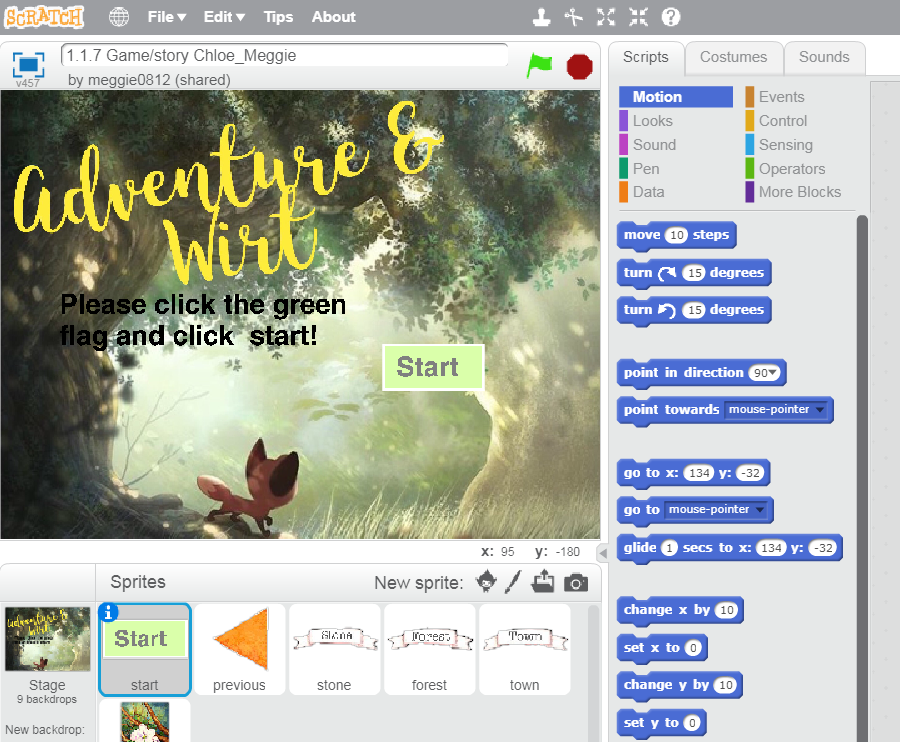 SCRATCH File Edit Tips About
1.1.7 Game/story Chloe_Meggie
by meggie0812 (shared)
v457
Adventure &
Wirt
Please click the green
flag and click start!
Start
x: 95 y: -180
Sprites New sprite:
Stage
9 backdrops
New backdrop:
Start
start
previous
Stone
stone
Forest
forest
Town
town
Scripts Costumes Sounds
Motion Events
Looks Control
Sound Sensing
Pen Operators
Data More Blocks
move 10 steps
turn 15 degrees
turn 15 degrees
point in direction 90
point towards mouse-pointer
go to x: 134 y: -32
go to mouse-pointer
glide 1 secs to x: 134 y: -32
change x by 10
set x to 0
change y by 10
set y to 0